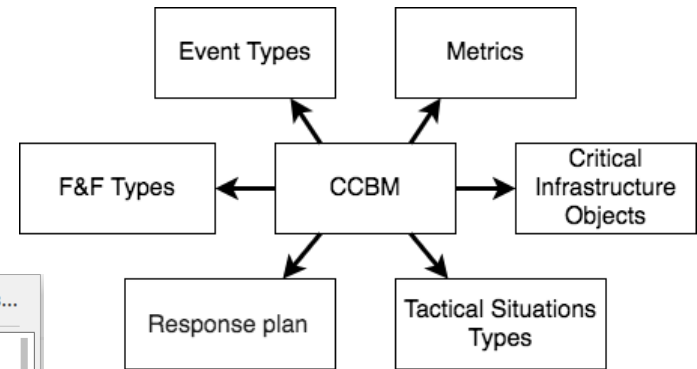 Event Types
Metrics
F&F Types
CCBM
Critical
Infrastructure
Objects
Response plan
Tactical Situations
Types